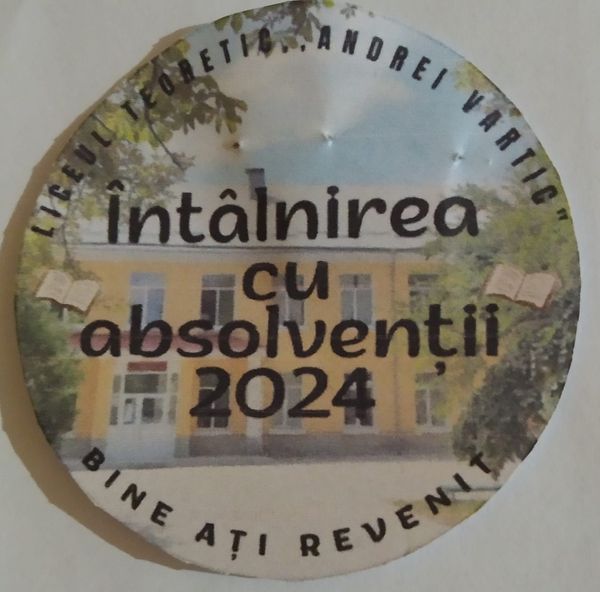 LICEUL TEORETIC „ANDREI VARTIC"
Întâlnirea
cu
absolvenții
2024
BINE AȚI REVENIT